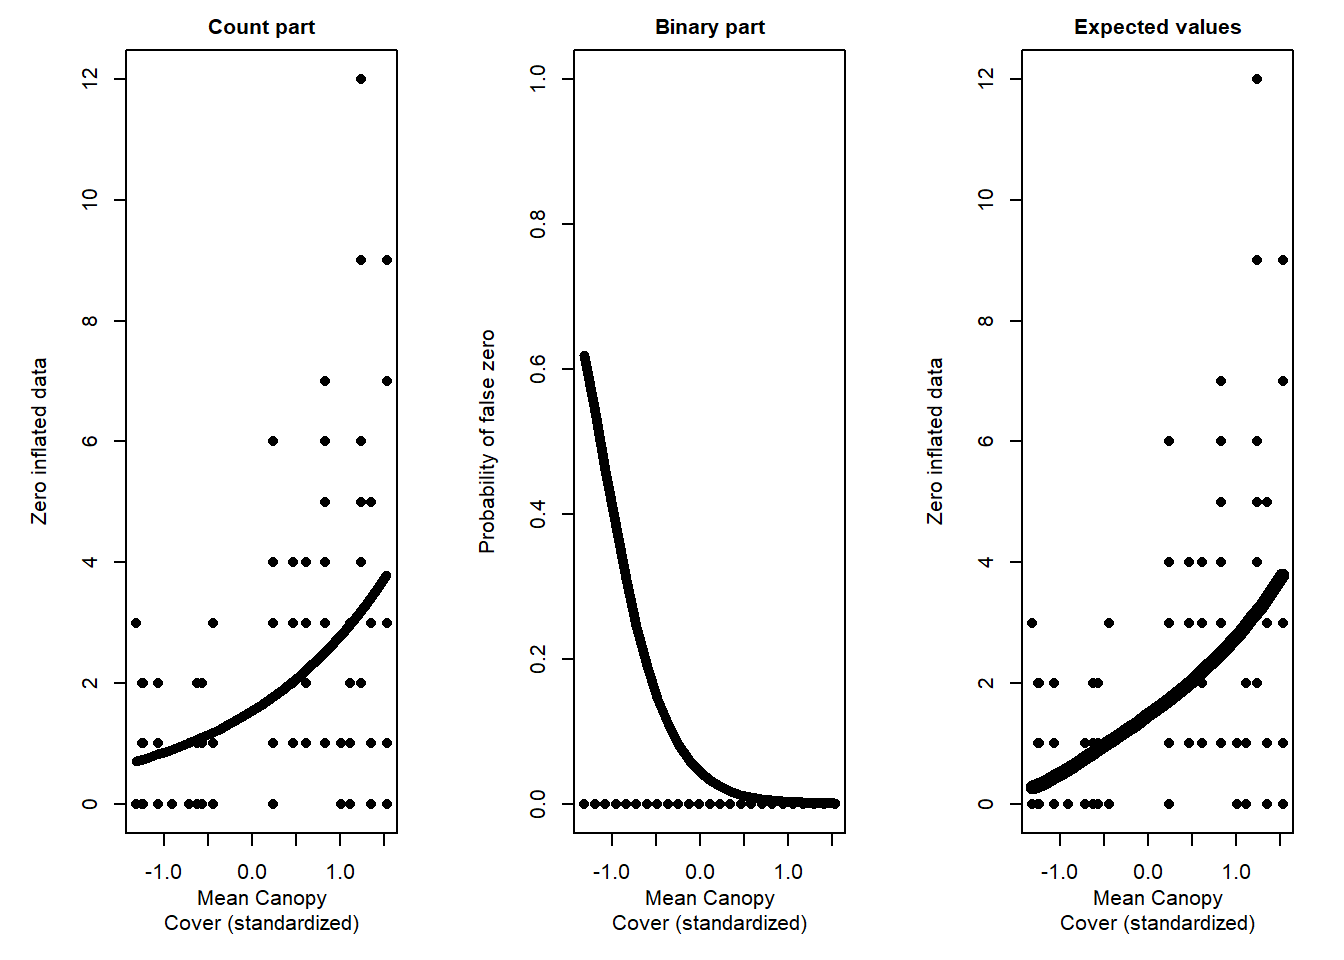 Count part
Zero inflated data
12
10
8
6
4
2
0
-1.0 0.0 1.0
Mean Canopy
Cover (standardized)
Binary part
Probability of false zero
1.0
0.8
0.6
0.4
0.2
0.0
-1.0 0.0 1.0
Mean Canopy
Cover (standardized)
Expected values
Zero inflated data
12
10
8
6
4
2
0
-1.0 0.0 1.0
Mean Canopy
Cover (standardized)